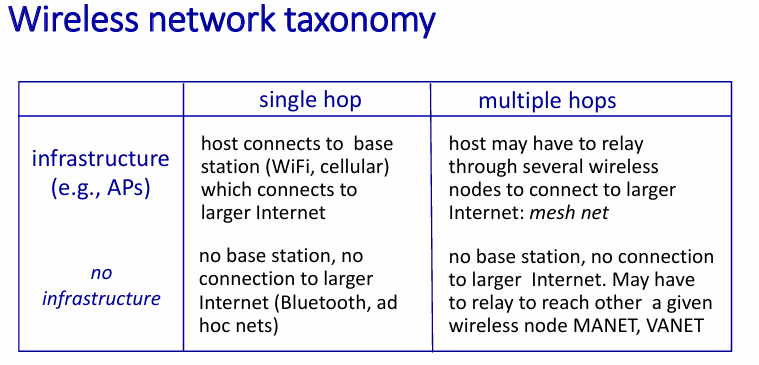 Wireless network taxonomy
single hop
multiple hops
infrastructure
(e.g., APs)
host connects to base
station (WiFi, cellular)
which connects to
larger Internet
host may have to relay
through several wireless
nodes to connect to larger
Internet: mesh net
no
infrastructure
no base station, no
connection to larger
Internet (Bluetooth, ad
hoc nets)
no base station, no connection
to larger Internet. May have
to relay to reach other a given
wireless node MANET, VANET